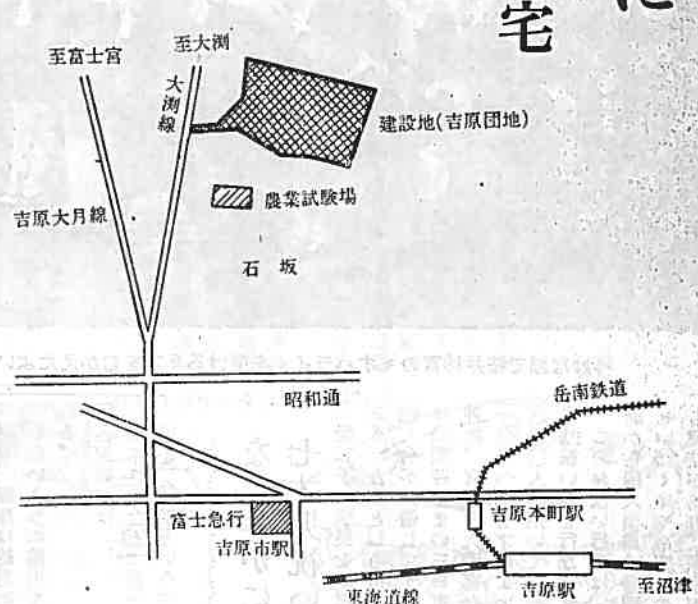 に
宅
至富士宮
至大渕
大渕線
建設地(吉原団地)
農業試験場
吉原大月線
石坂
昭和通
岳南鉄道
富士急行
吉原市駅
吉原本町駅
吉原駅
東海道線
至沼津